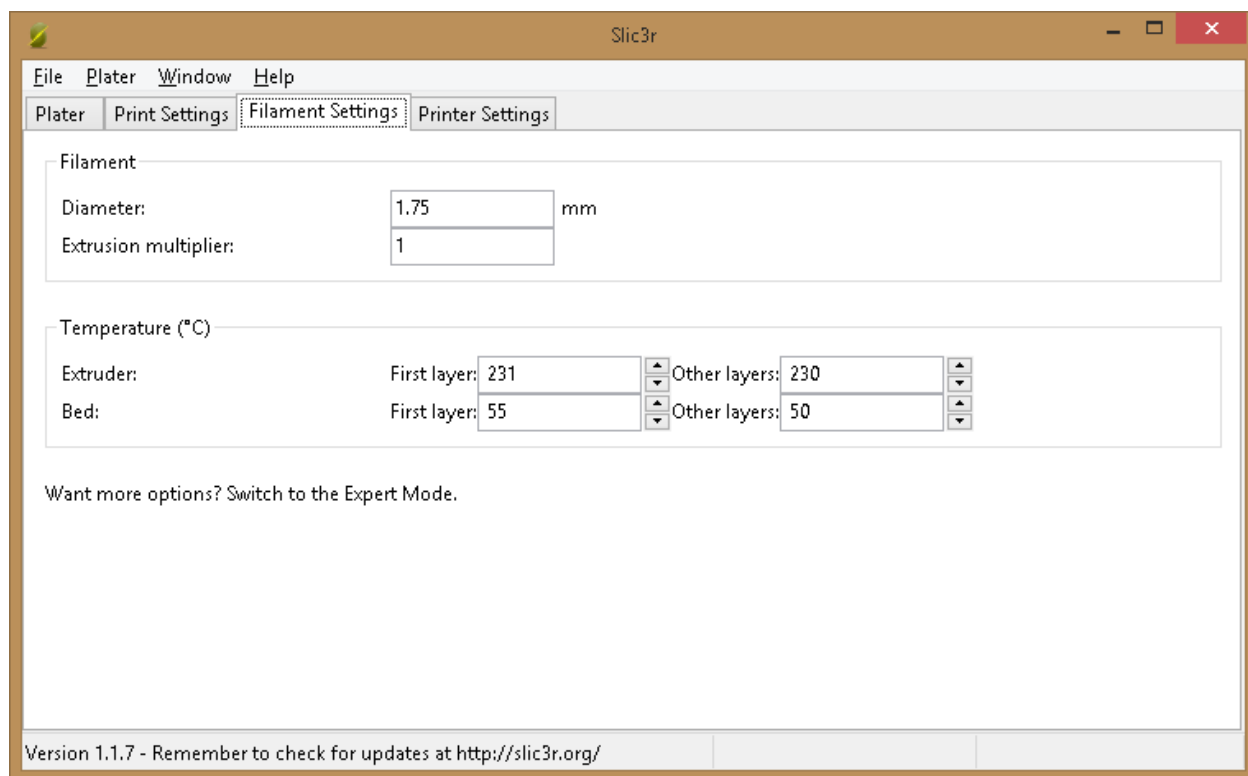 Slic3r
File Plater Window Help
Plater Print Settings Filament Settings Printer Settings
Filament
Diameter: 1.75 mm
Extrusion multiplier: 1
Temperature (°C)
Extruder: First layer: 231 Other layers: 230
Bed: First layer: 55 Other layers: 50
Want more options? Switch to the Expert Mode.
Version 1.1.7 - Remember to check for updates at http://slic3r.org/